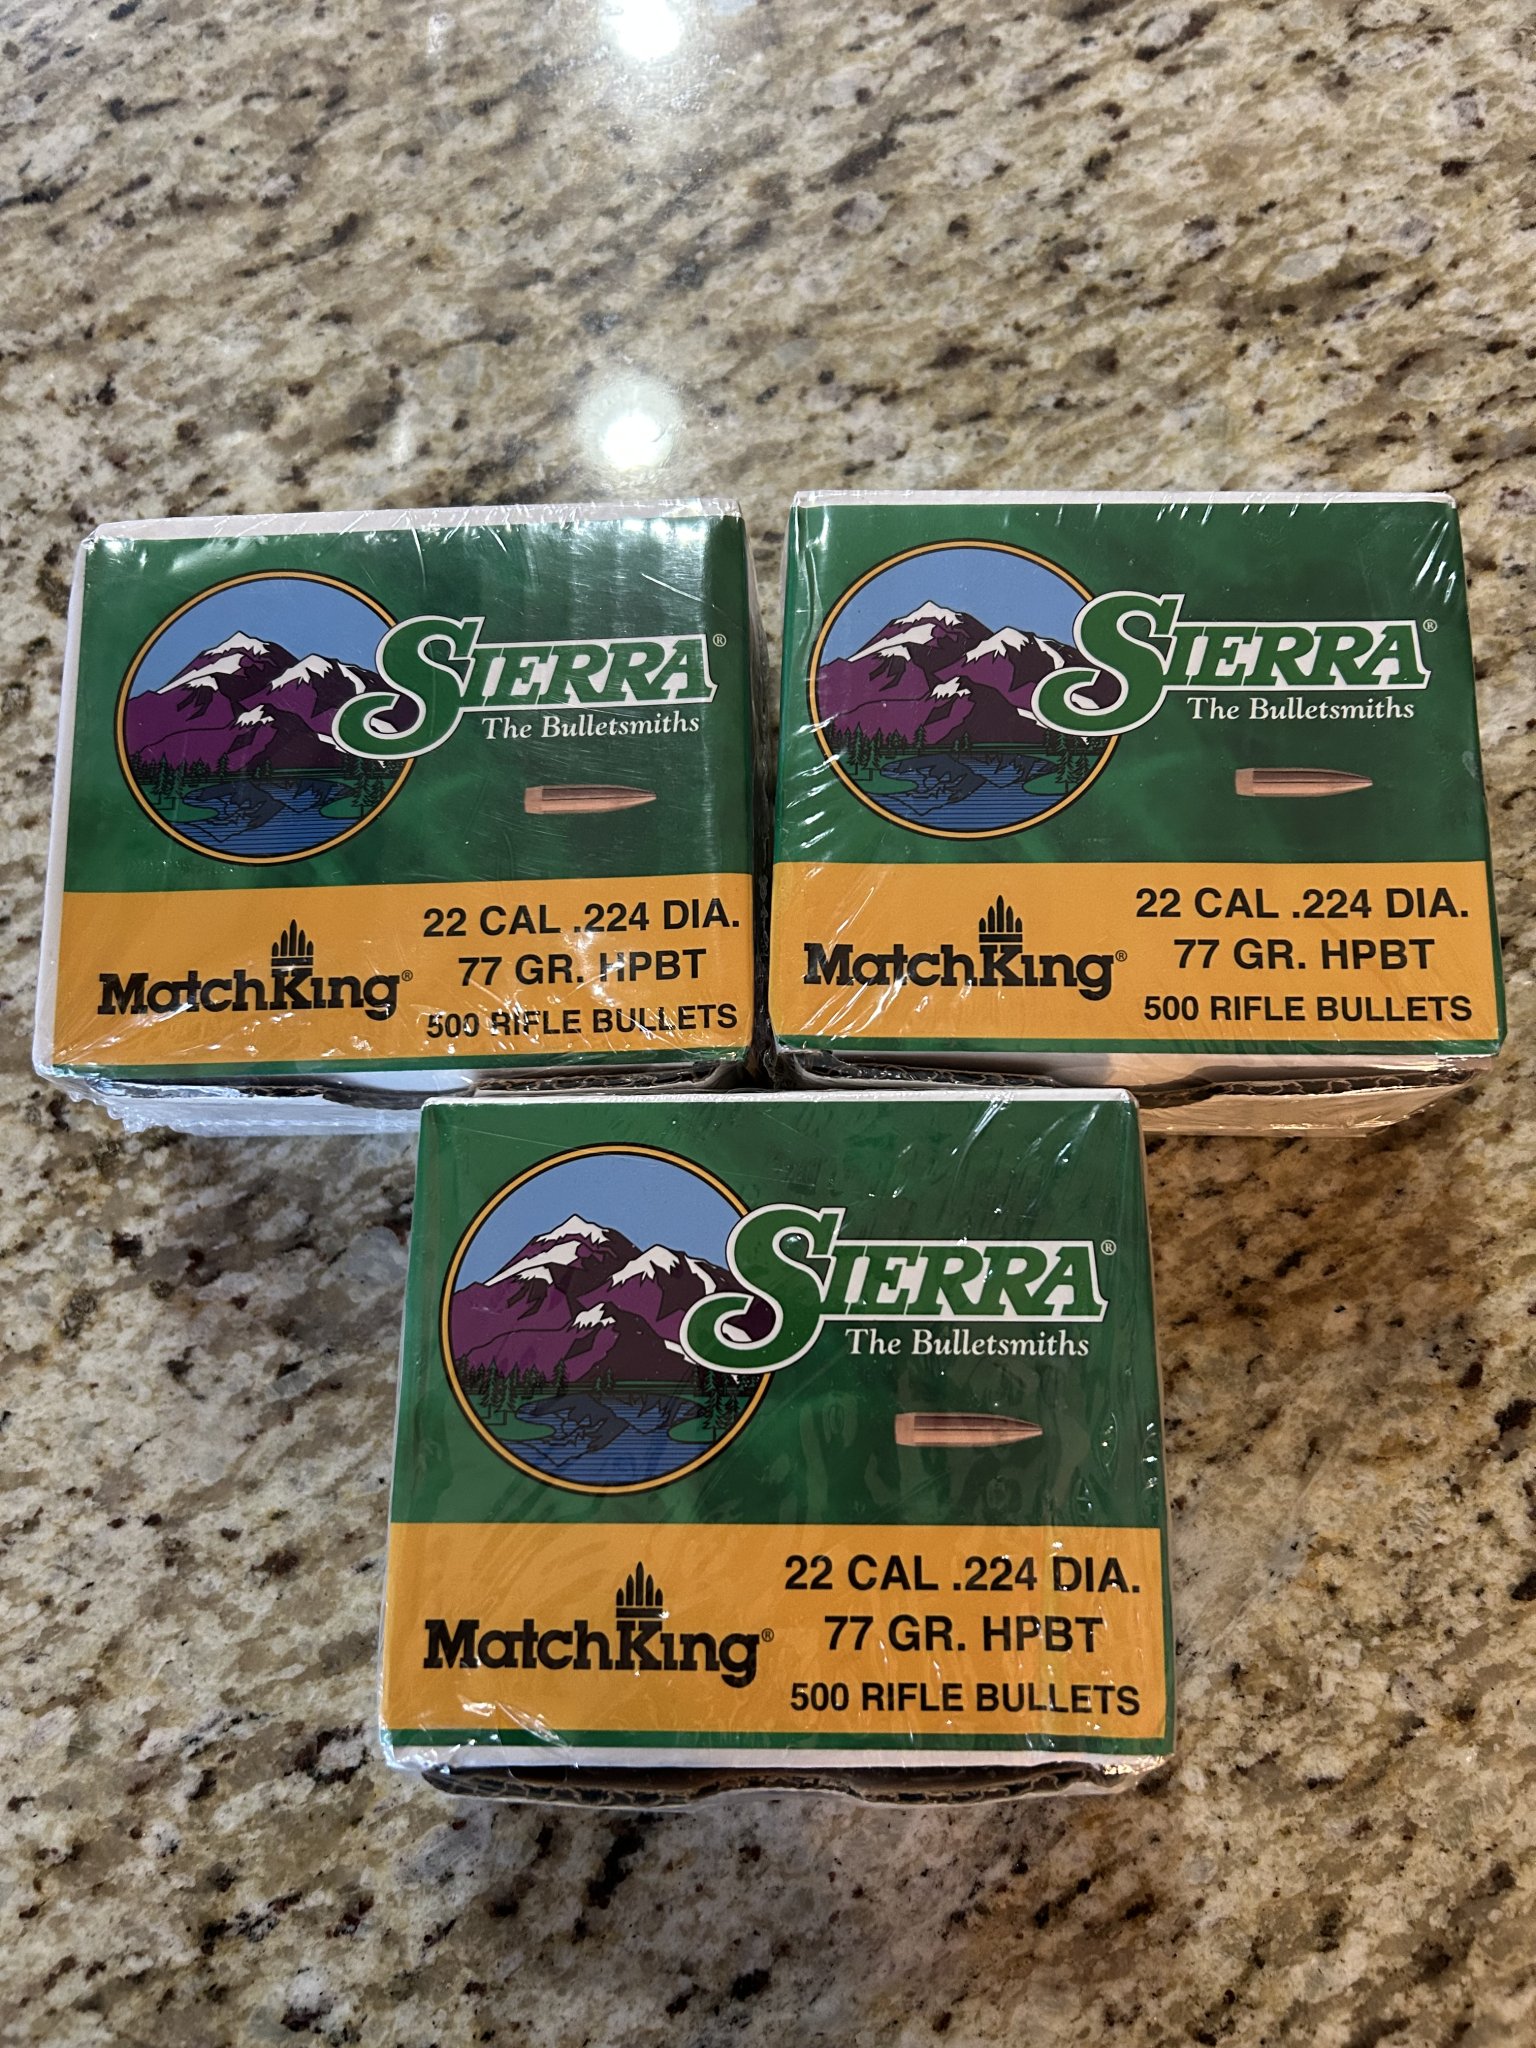 SIERRA®
The Bulletsmiths
MatchKing®
22 CAL .224 DIA.
77 GR. HPBT
500 RIFLE BULLETS
SIERRA®
The Bulletsmiths
MatchKing®
22 CAL .224 DIA.
77 GR. HPBT
500 RIFLE BULLETS
SIERRA®
The Bulletsmiths
MatchKing®
22 CAL .224 DIA.
77 GR. HPBT
500 RIFLE BULLETS